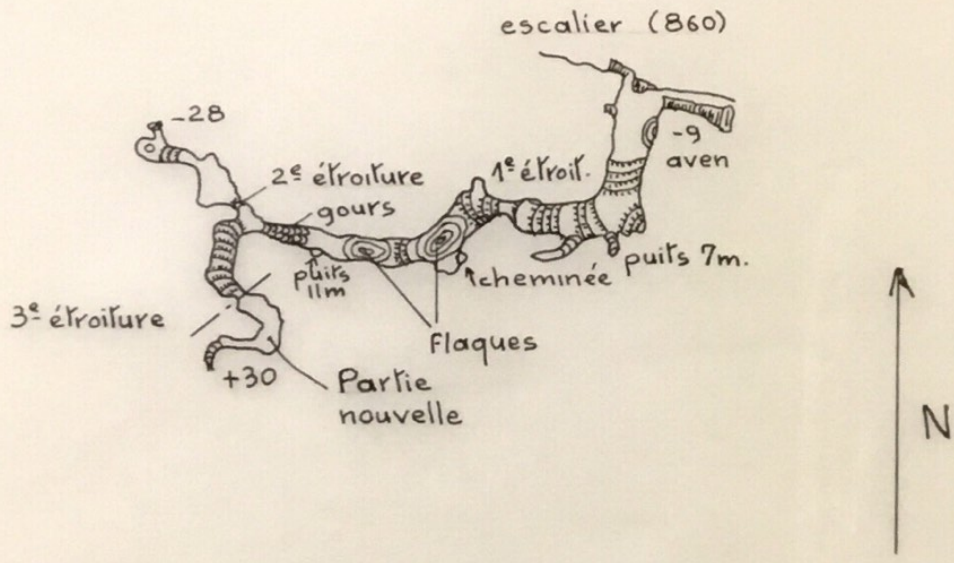 escalier (860)
-28
-9
aven
1e étroit.
2e étroiture
gours
puits 7m.
puits
11m
cheminée
3e étroiture
Flaques
+30
Partie
nouvelle
N